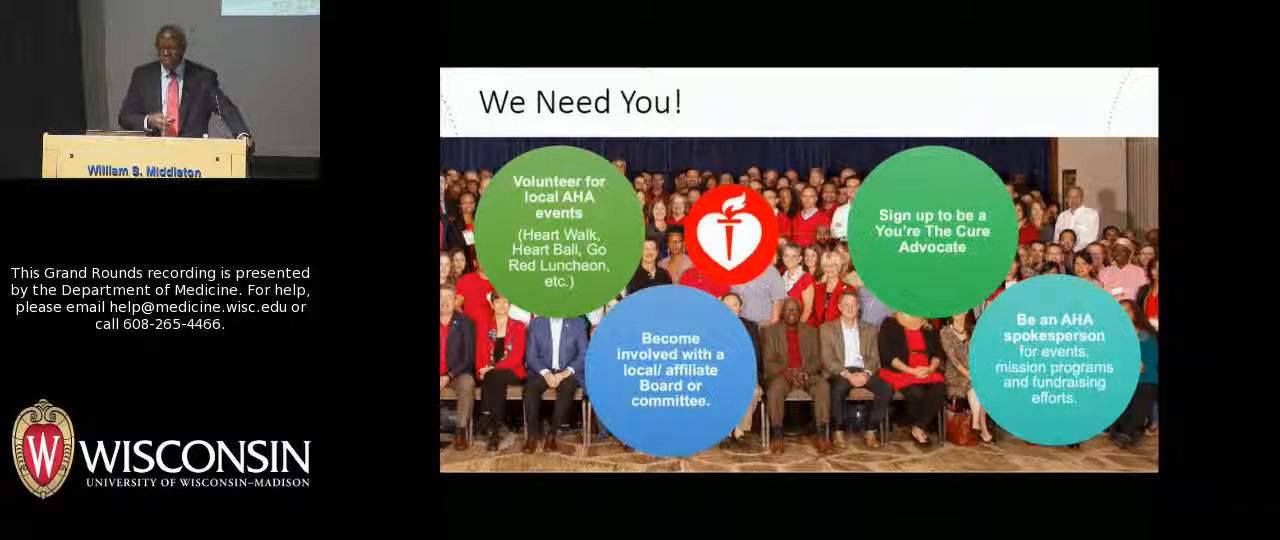 William S. Middleton
This Grand Rounds recording is presented
by the Department of Medicine. For help,
please email help@medicine.wisc.edu or
call 608-265-4466.
W
WISCONSIN
UNIVERSITY OF WISCONSIN–MADISON
We Need You!
Volunteer for
local AHA
events
(Heart Walk,
Heart Ball, Go
Red Luncheon,
etc.)
Become
involved with a
local/ affiliate
Board or
committee.
Sign up to be a
You're The Cure
Advocate
Be an AHA
spokesperson
for events,
mission programs
and fundraising
efforts.